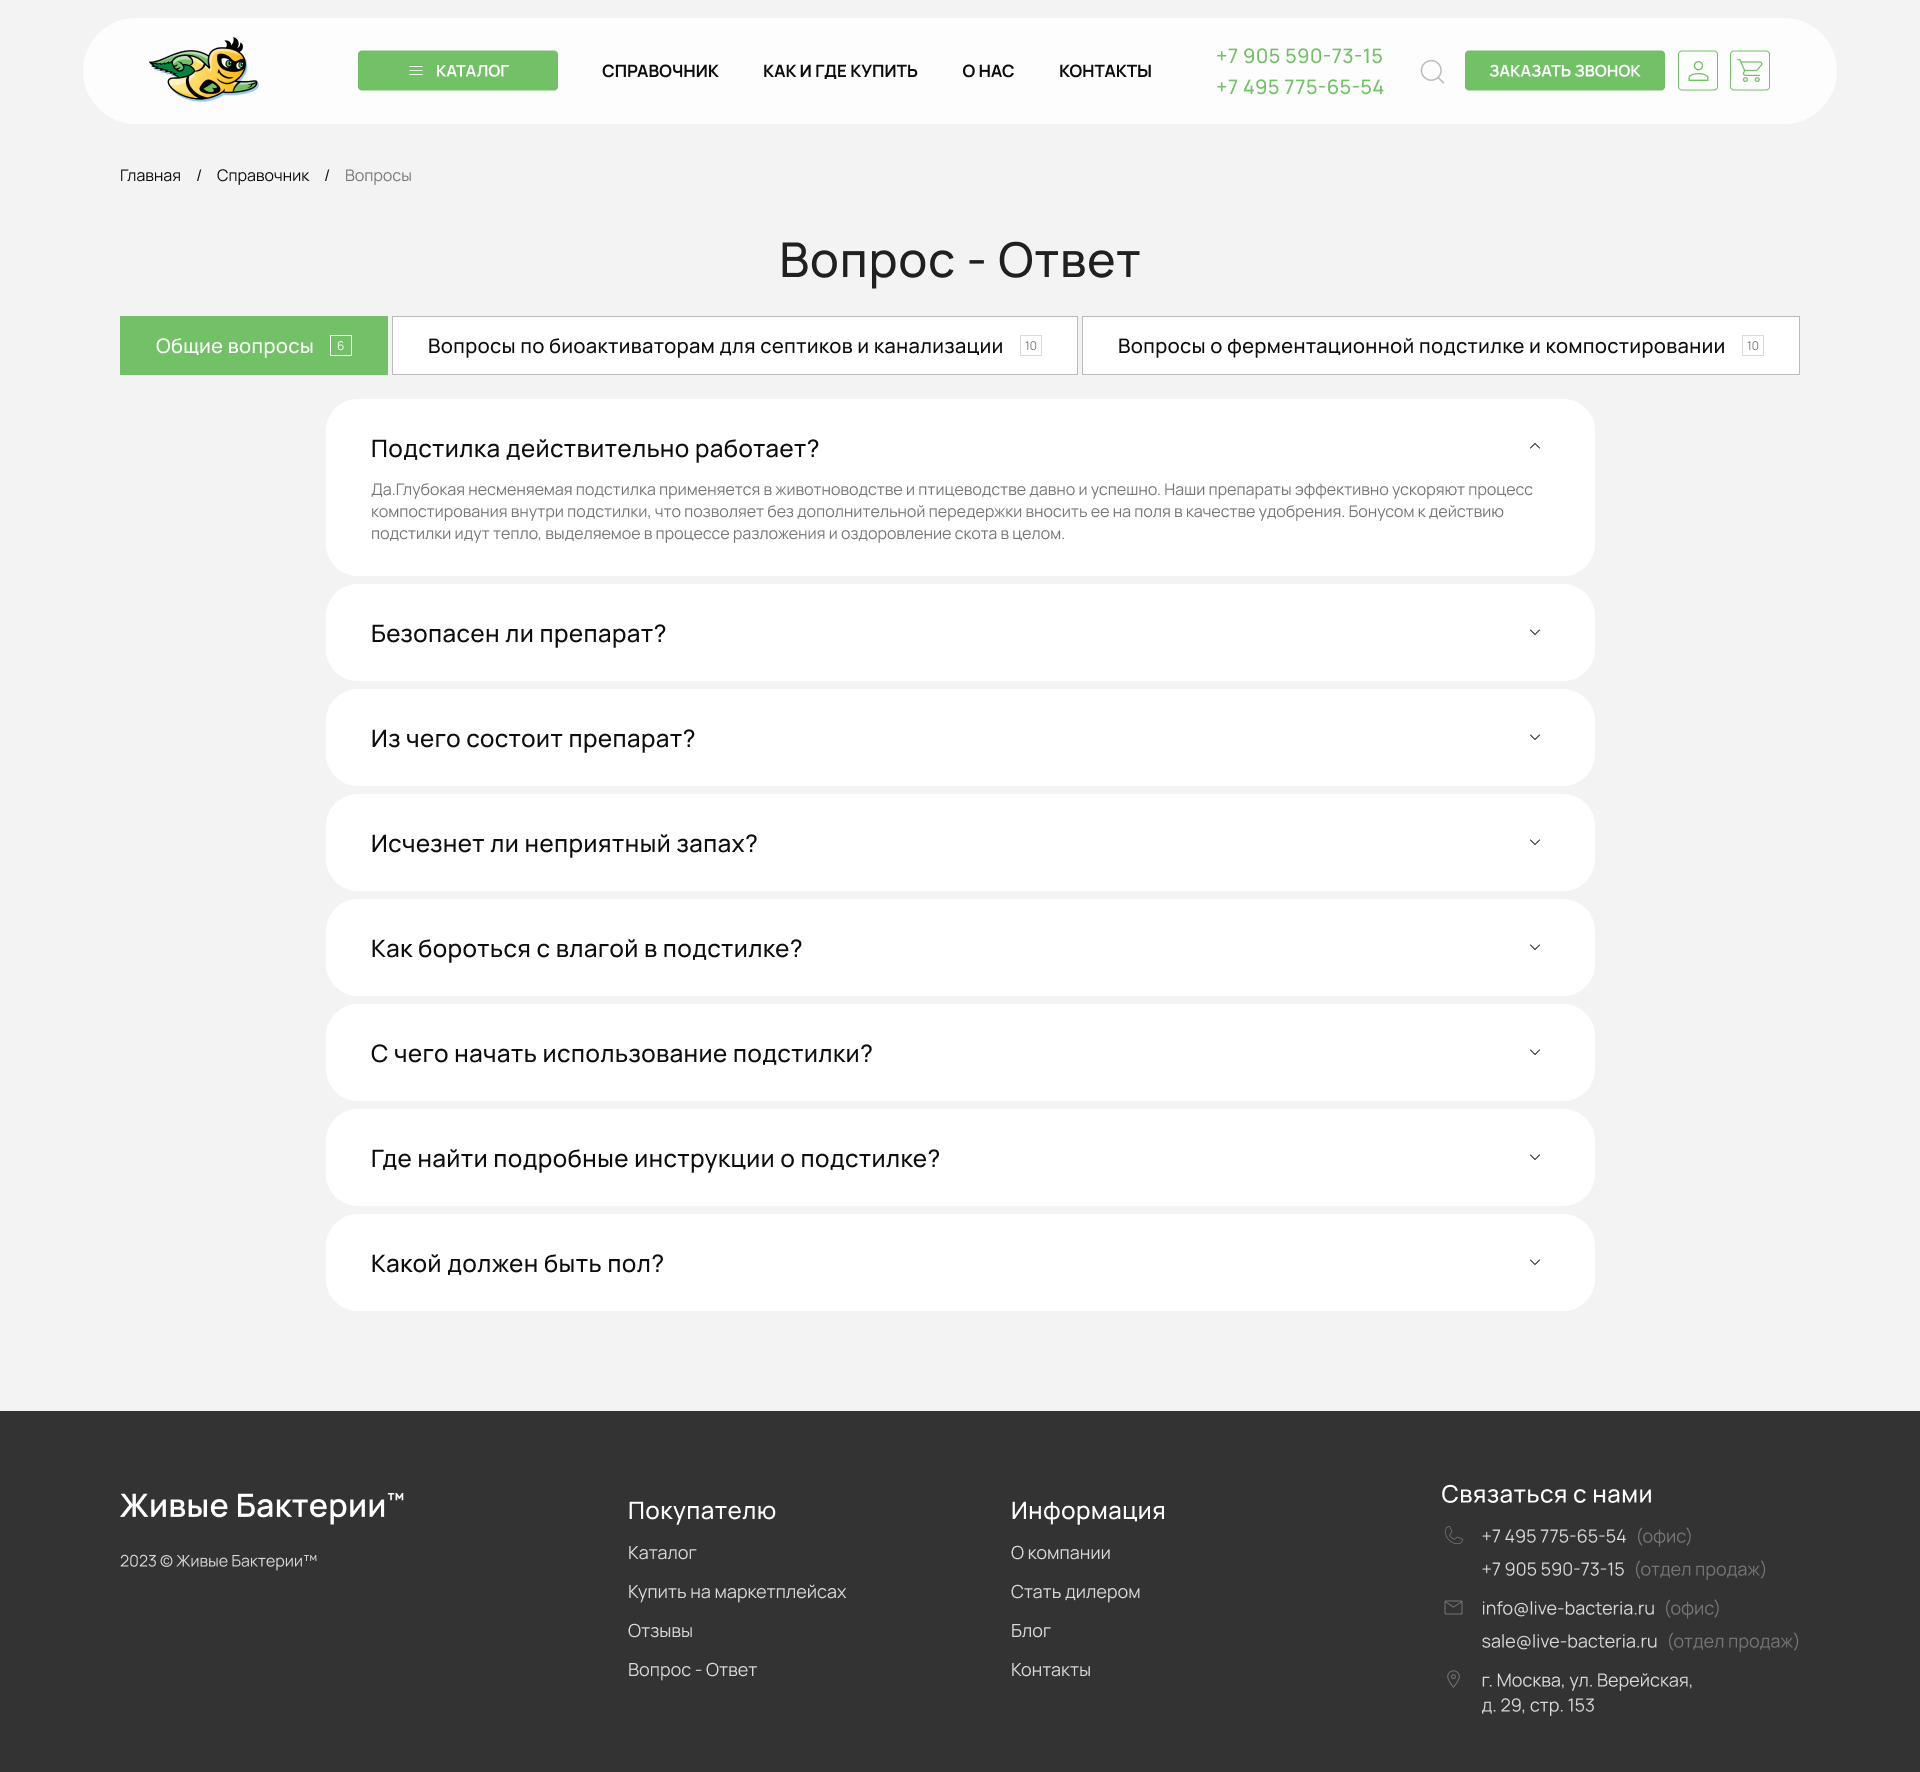 КАТАЛОГ
СПРАВОЧНИК
КАК И ГДЕ КУПИТЬ
О НАС
КОНТАКТЫ
+7 905 590-73-15
+7 495 775-65-54
ЗАКАЗАТЬ ЗВОНОК
Главная / Справочник / Вопросы
Вопрос - Ответ
Общие вопросы 6
Вопросы по биоактиваторам для септиков и канализации 10
Вопросы о ферментационной подстилке и компостировании 10
Подстилка действительно работает?
Да.Глубокая несменяемая подстилка применяется в животноводстве и птицеводстве давно и успешно. Наши препараты эффективно ускоряют процесс
компостирования внутри подстилки, что позволяет без дополнительной передержки вносить ее на поля в качестве удобрения. Бонусом к действию
подстилки идут тепло, выделяемое в процессе разложения и оздоровление скота в целом.
Безопасен ли препарат?
Из чего состоит препарат?
Исчезнет ли неприятный запах?
Как бороться с влагой в подстилке?
С чего начать использование подстилки?
Где найти подробные инструкции о подстилке?
Какой должен быть пол?
Живые Бактерии™
2023 © Живые Бактерии™
Покупателю
Каталог
Купить на маркетплейсах
Отзывы
Вопрос - Ответ
Информация
О компании
Стать дилером
Блог
Контакты
Связаться с нами
+7 495 775-65-54 (офис)
+7 905 590-73-15 (отдел продаж)
info@live-bacteria.ru (офис)
sale@live-bacteria.ru (отдел продаж)
г. Москва, ул. Верейская,
д. 29, стр. 153